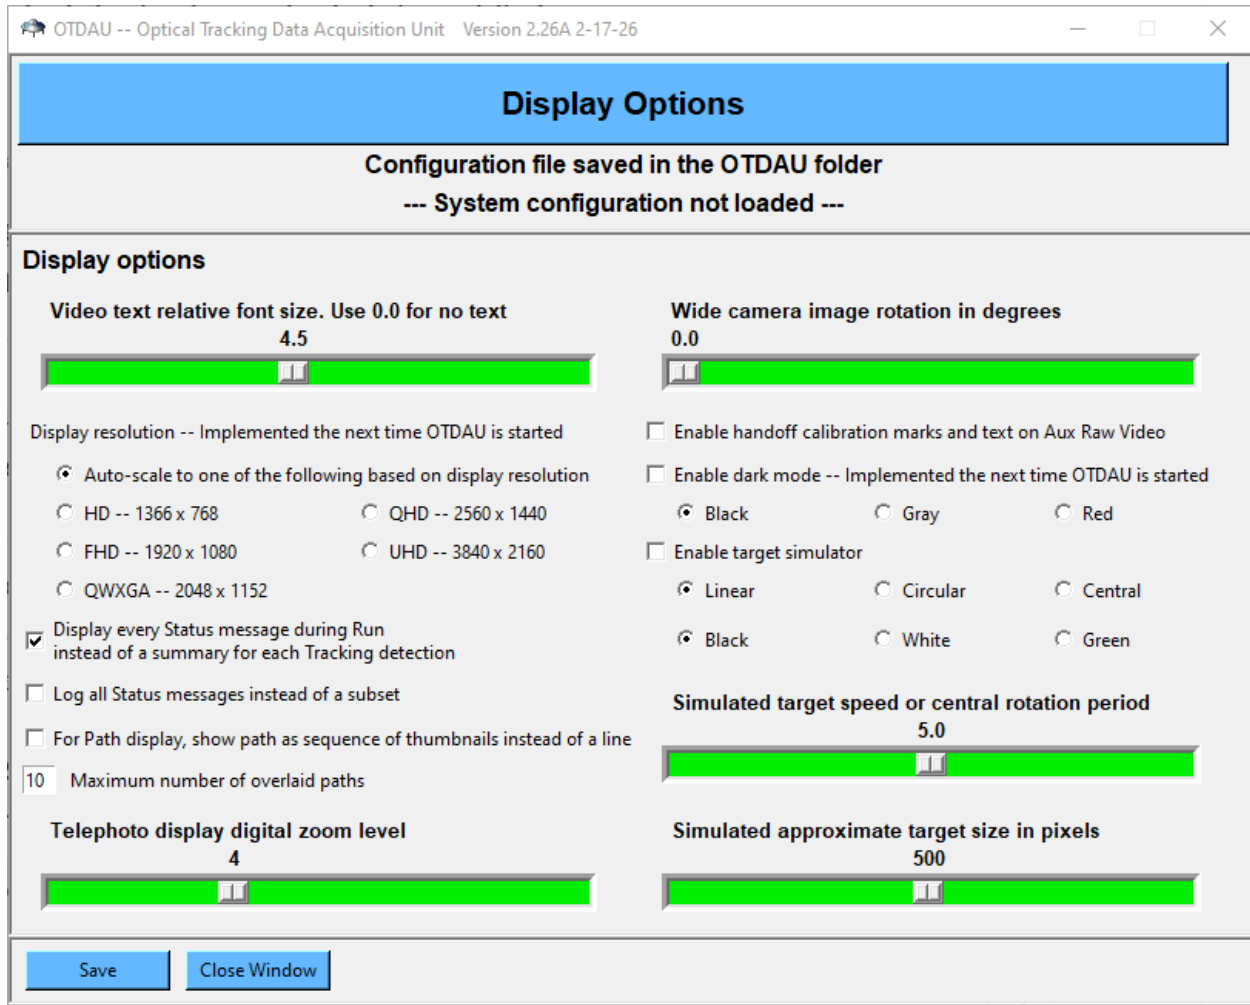 OTDAU -- Optical Tracking Data Acquisition Unit Version 2.26A 2-17-26
Display Options
Configuration file saved in the OTDAU folder
--- System configuration not loaded ---
Display options
Video text relative font size. Use 0.0 for no text
4.5
Display resolution -- Implemented the next time OTDAU is started
Auto-scale to one of the following based on display resolution
HD -- 1366 x 768
QHD -- 2560 x 1440
FHD -- 1920 x 1080
UHD -- 3840 x 2160
QWXGA -- 2048 x 1152
Display every Status message during Run
instead of a summary for each Tracking detection
Log all Status messages instead of a subset
For Path display, show path as sequence of thumbnails instead of a line
10 Maximum number of overlaid paths
Telephoto display digital zoom level
4
Wide camera image rotation in degrees
0.0
Enable handoff calibration marks and text on Aux Raw Video
Enable dark mode -- Implemented the next time OTDAU is started
Black Gray Red
Enable target simulator
Linear Circular Central
Black White Green
Simulated target speed or central rotation period
5.0
Simulated approximate target size in pixels
500
Save
Close Window